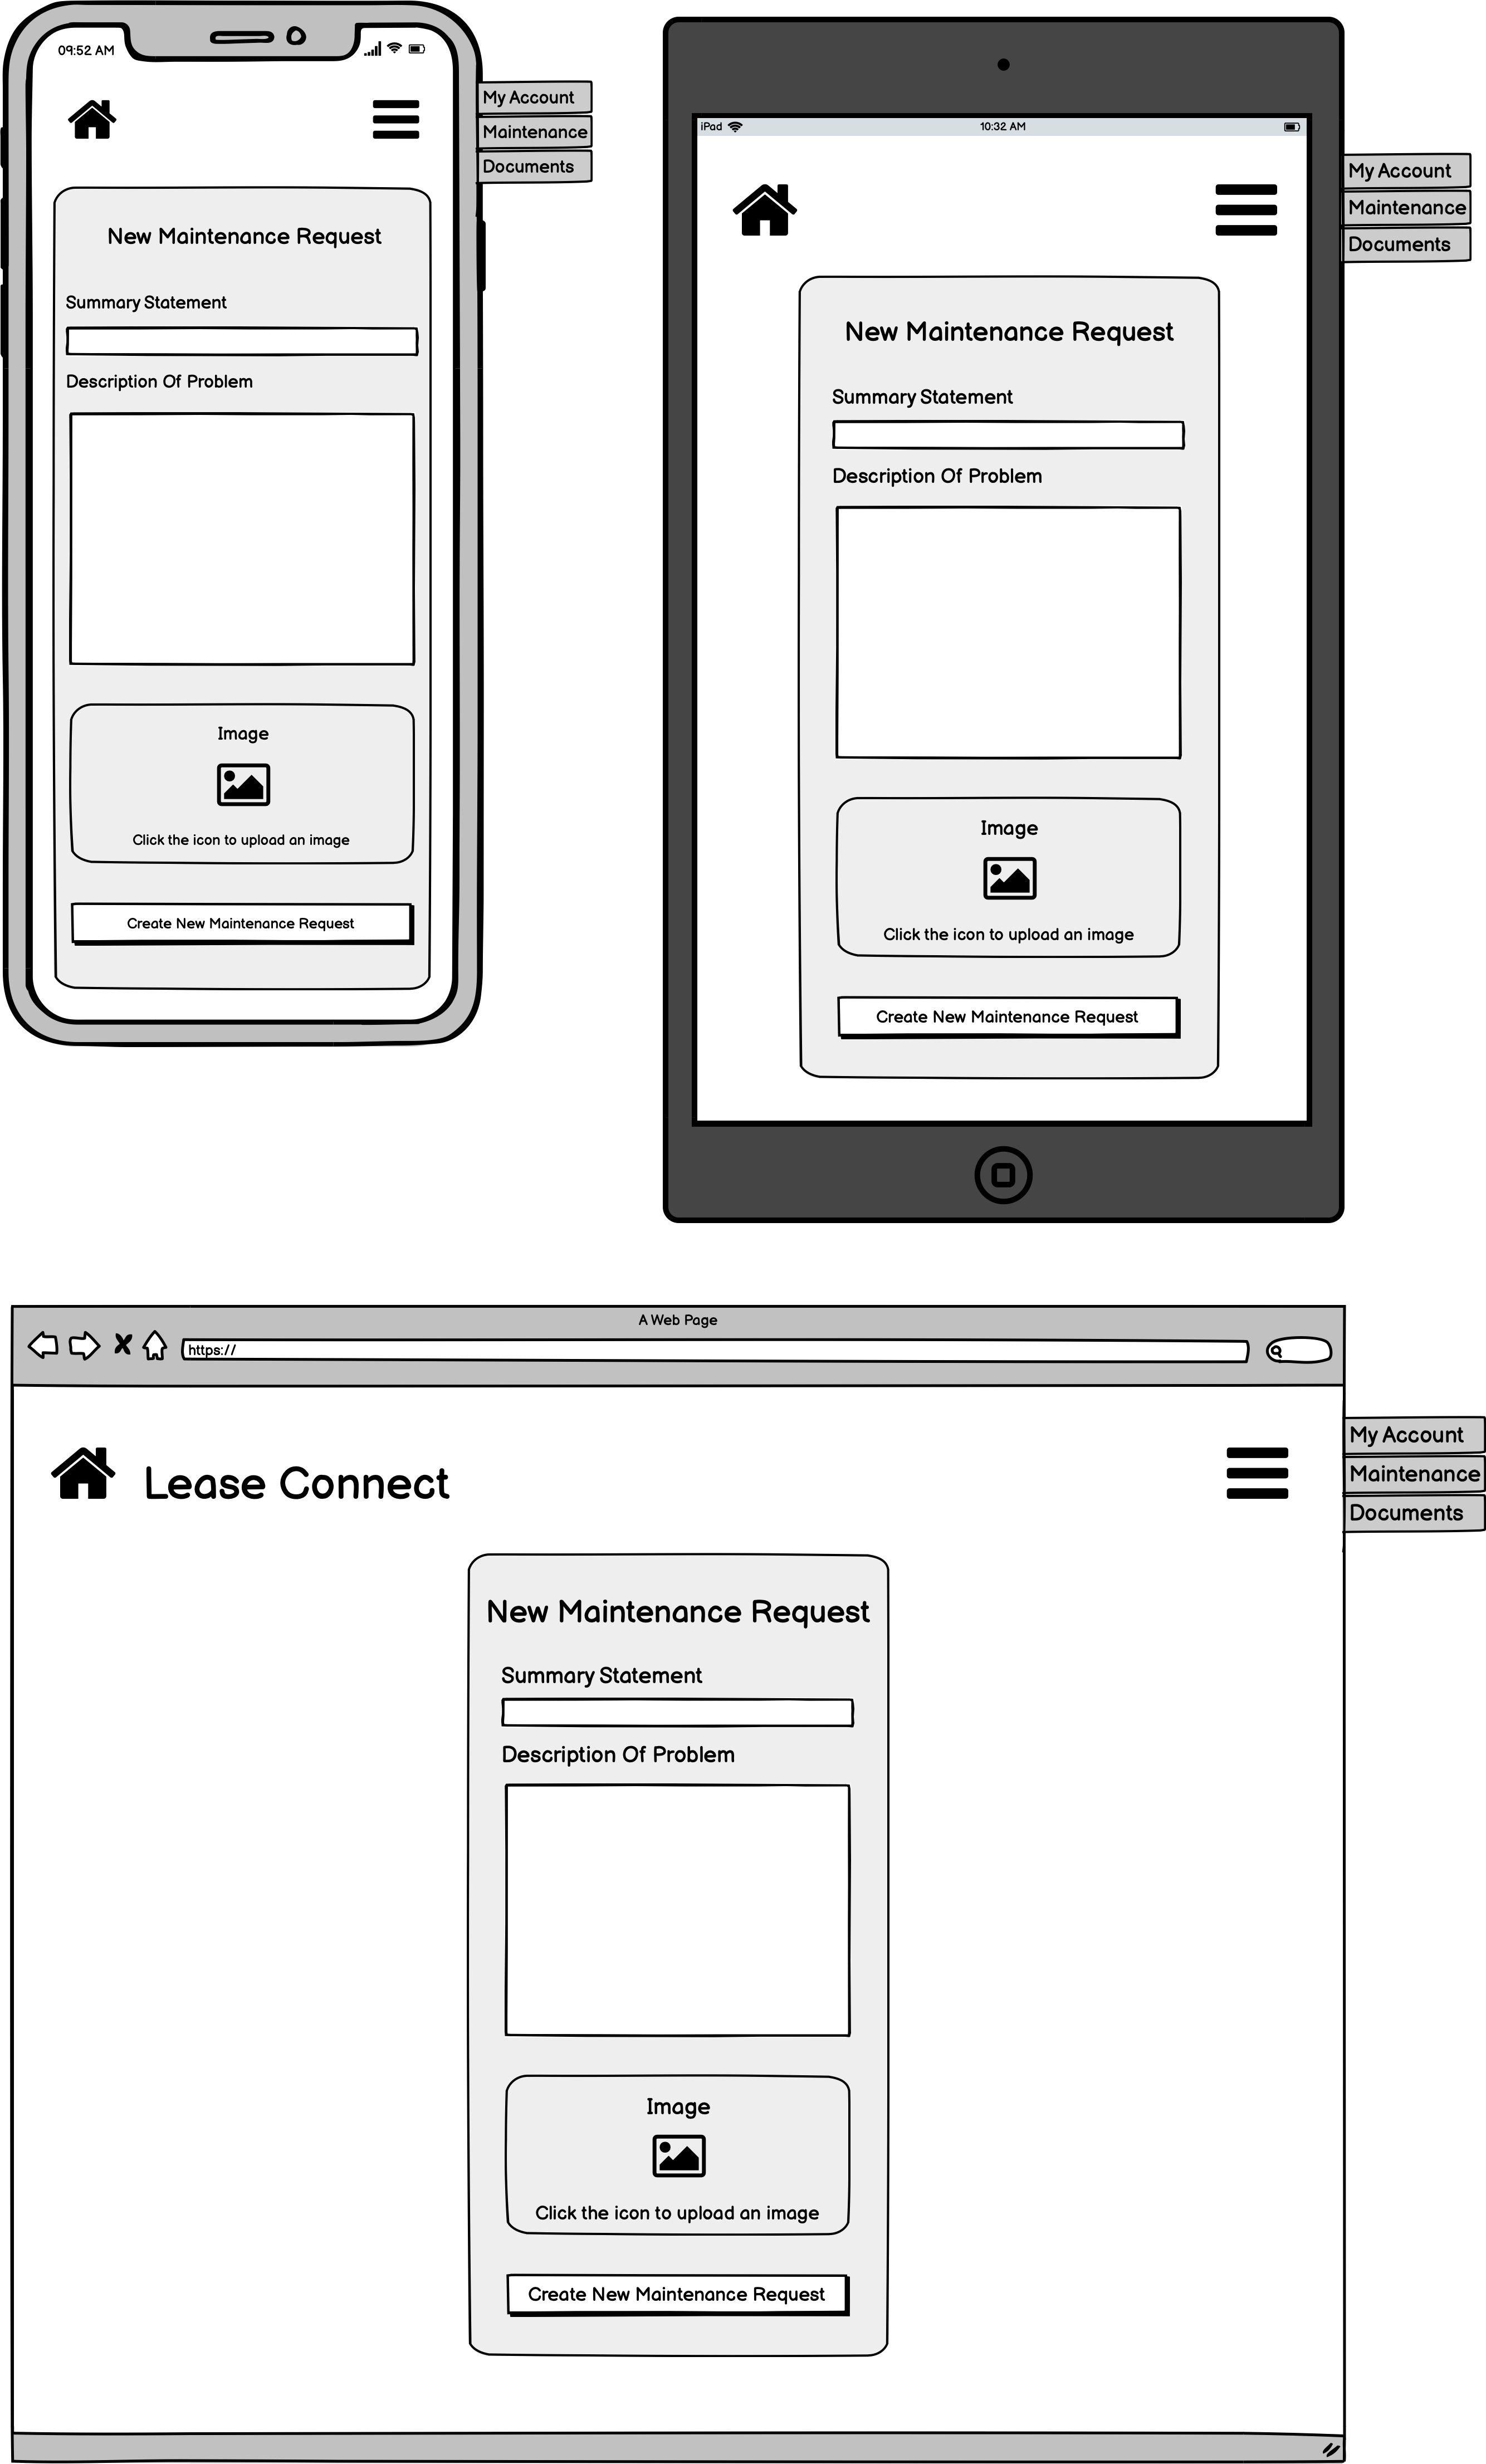 09:52 AM
My Account
Maintenance
Documents
New Maintenance Request
Summary Statement
Description Of Problem
Image
Click the icon to upload an image
Create New Maintenance Request
iPad
10:32 AM
My Account
Maintenance
Documents
New Maintenance Request
Summary Statement
Description Of Problem
Image
Click the icon to upload an image
Create New Maintenance Request
A Web Page
https://
Lease Connect
My Account
Maintenance
Documents
New Maintenance Request
Summary Statement
Description Of Problem
Image
Click the icon to upload an image
Create New Maintenance Request